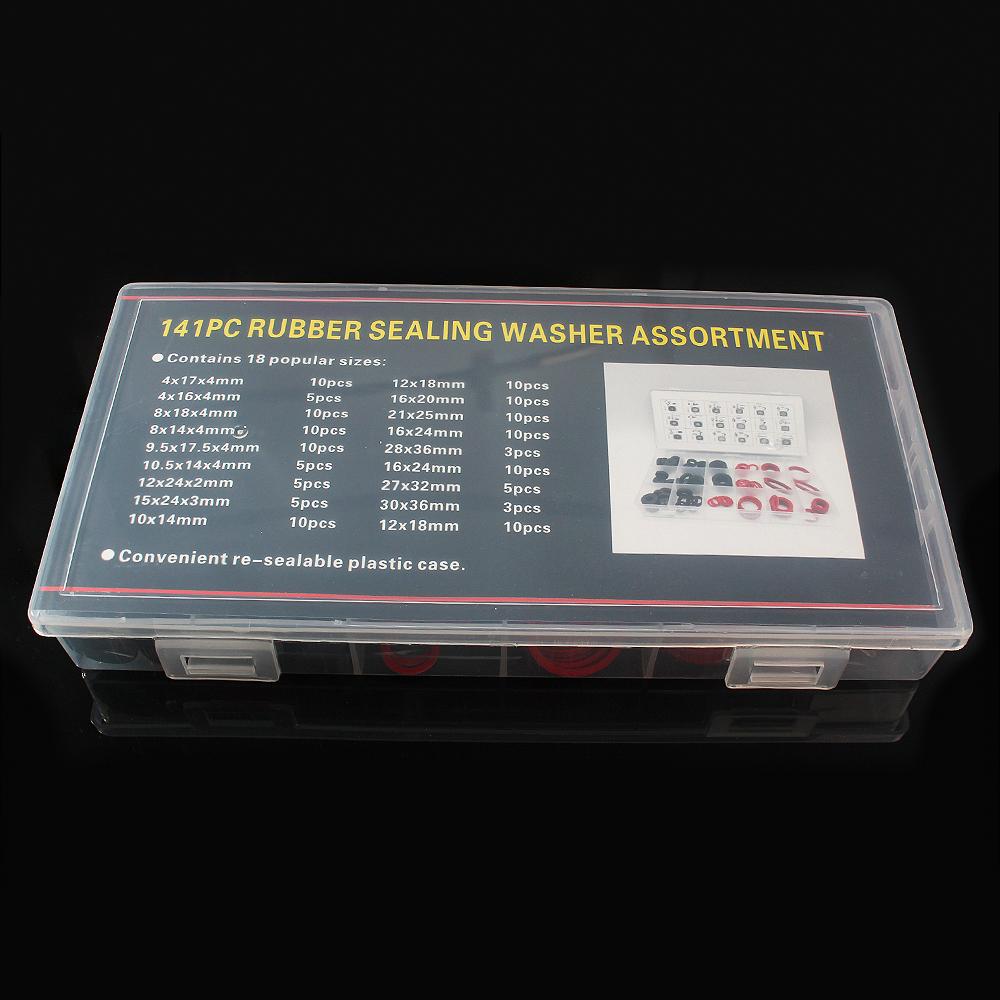 141PC RUBBER SEALING WASHER ASSORTMENT
●Contains 18 popular sizes:
4x17x4mm 10pcs 12x18mm 10pcs
4x16x4mm 5pcs 16x20mm 10pcs
8x18x4mm 10pcs 21x25mm 10pcs
8x14x4mm 10pcs 16x24mm 10pcs
9.5x17.5x4mm 10pcs 28x36mm 3pcs
10.5x14x4mm 5pcs 16x24mm 10pcs
12x24x2mm 5pcs 27x32mm 5pcs
15x24x3mm 5pcs 30x36mm 3pcs
10x14mm 10pcs 12x18mm 10pcs
●Convenient re-sealable plastic case.